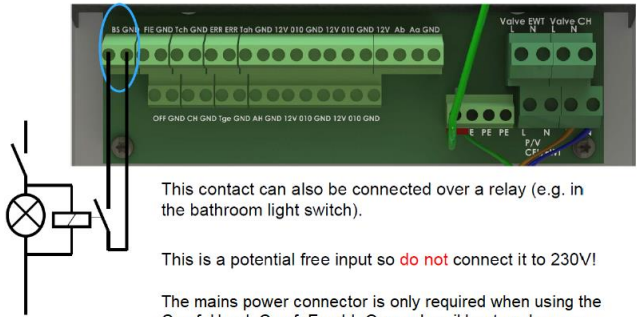 Valve EWT Valve CH
L N L N
BS GND FIE GND Tch GND ERR ERR Tah GND 12V 010 GND 12V 010 GND 12V Ab Aa GND
OFF GND CH GND Tge GND AH GND 12V 010 GND 12V 010 GND
E PE PE
L N N
P/V
This contact can also be connected over a relay (e.g. in
the bathroom light switch).
This is a potential free input so do not connect it to 230V!
The mains power connector is only required when using the